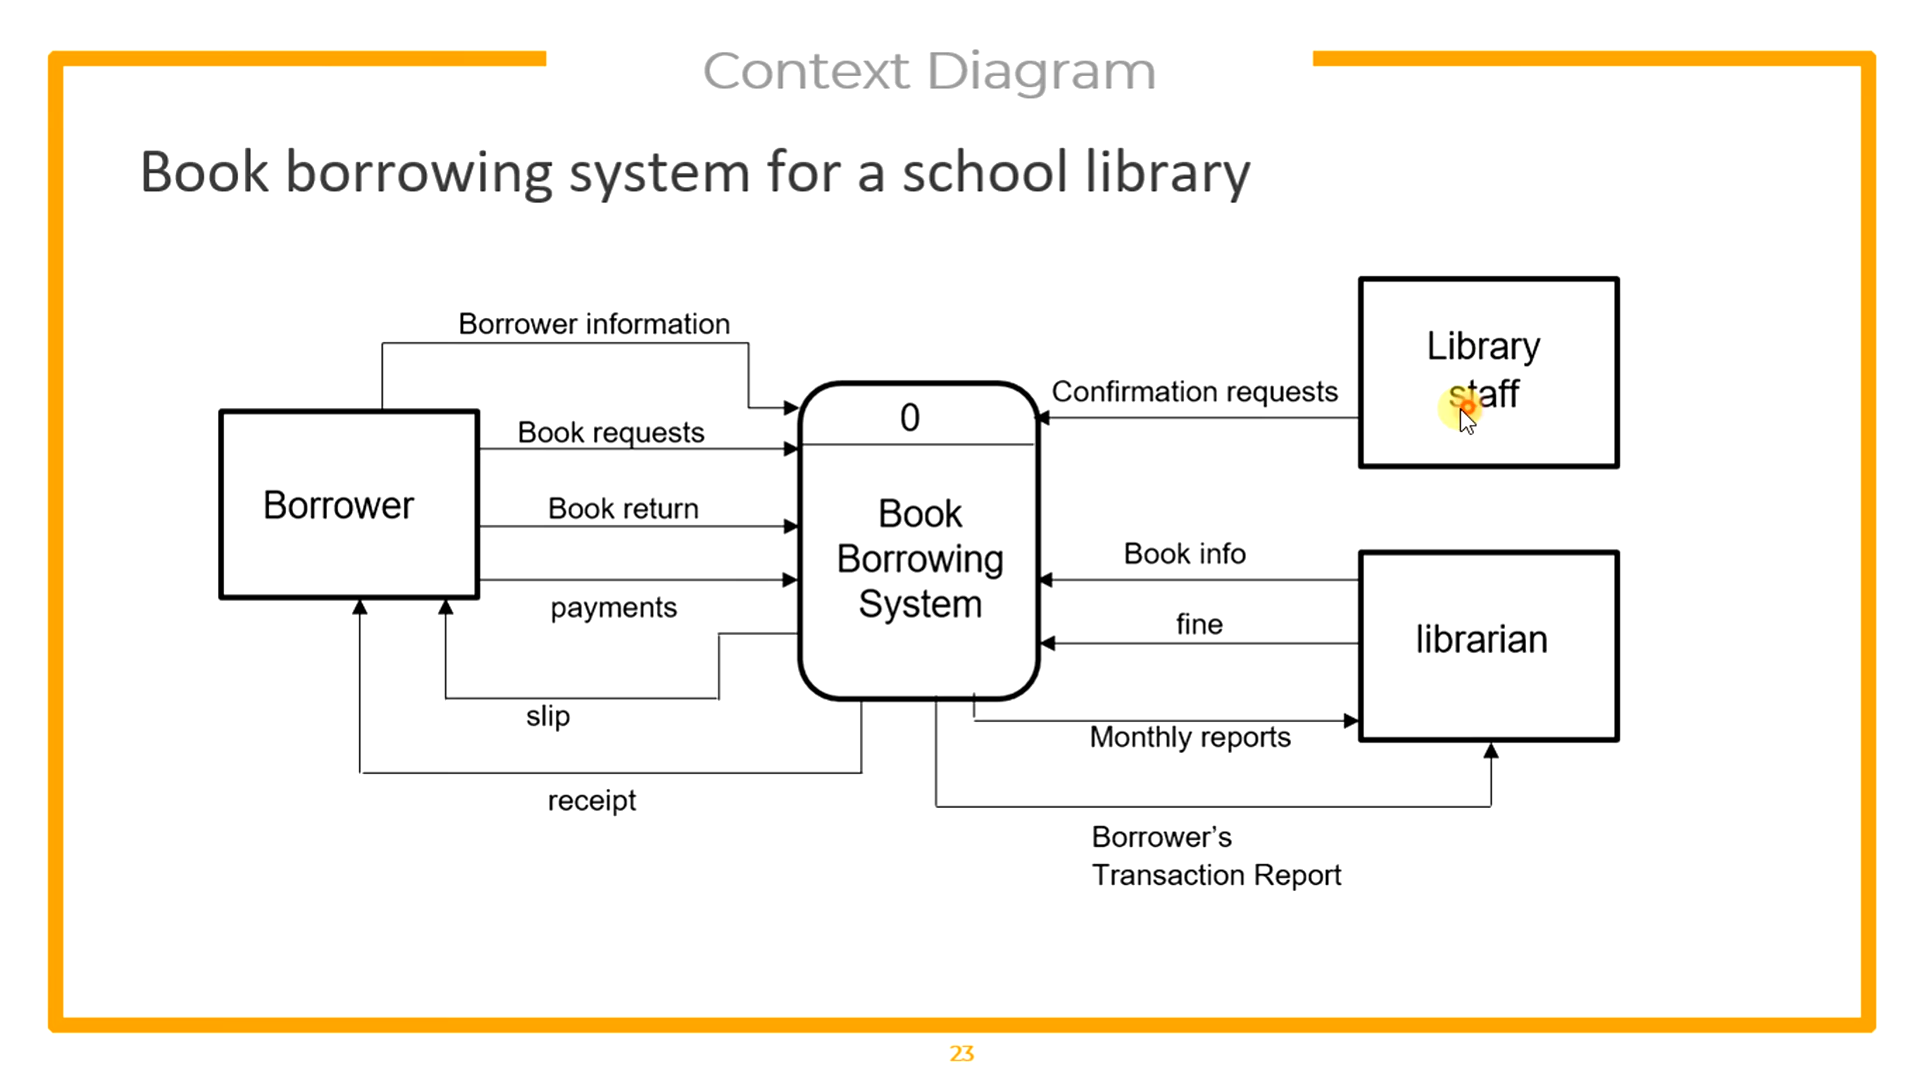 Context Diagram
Book borrowing system for a school library
Borrower information
Book requests
Borrower
Book return
payments
slip
receipt
0
Book
Borrowing
System
Confirmation requests
Library
staff
Book info
fine
librarian
Monthly reports
Borrower’s
Transaction Report
23